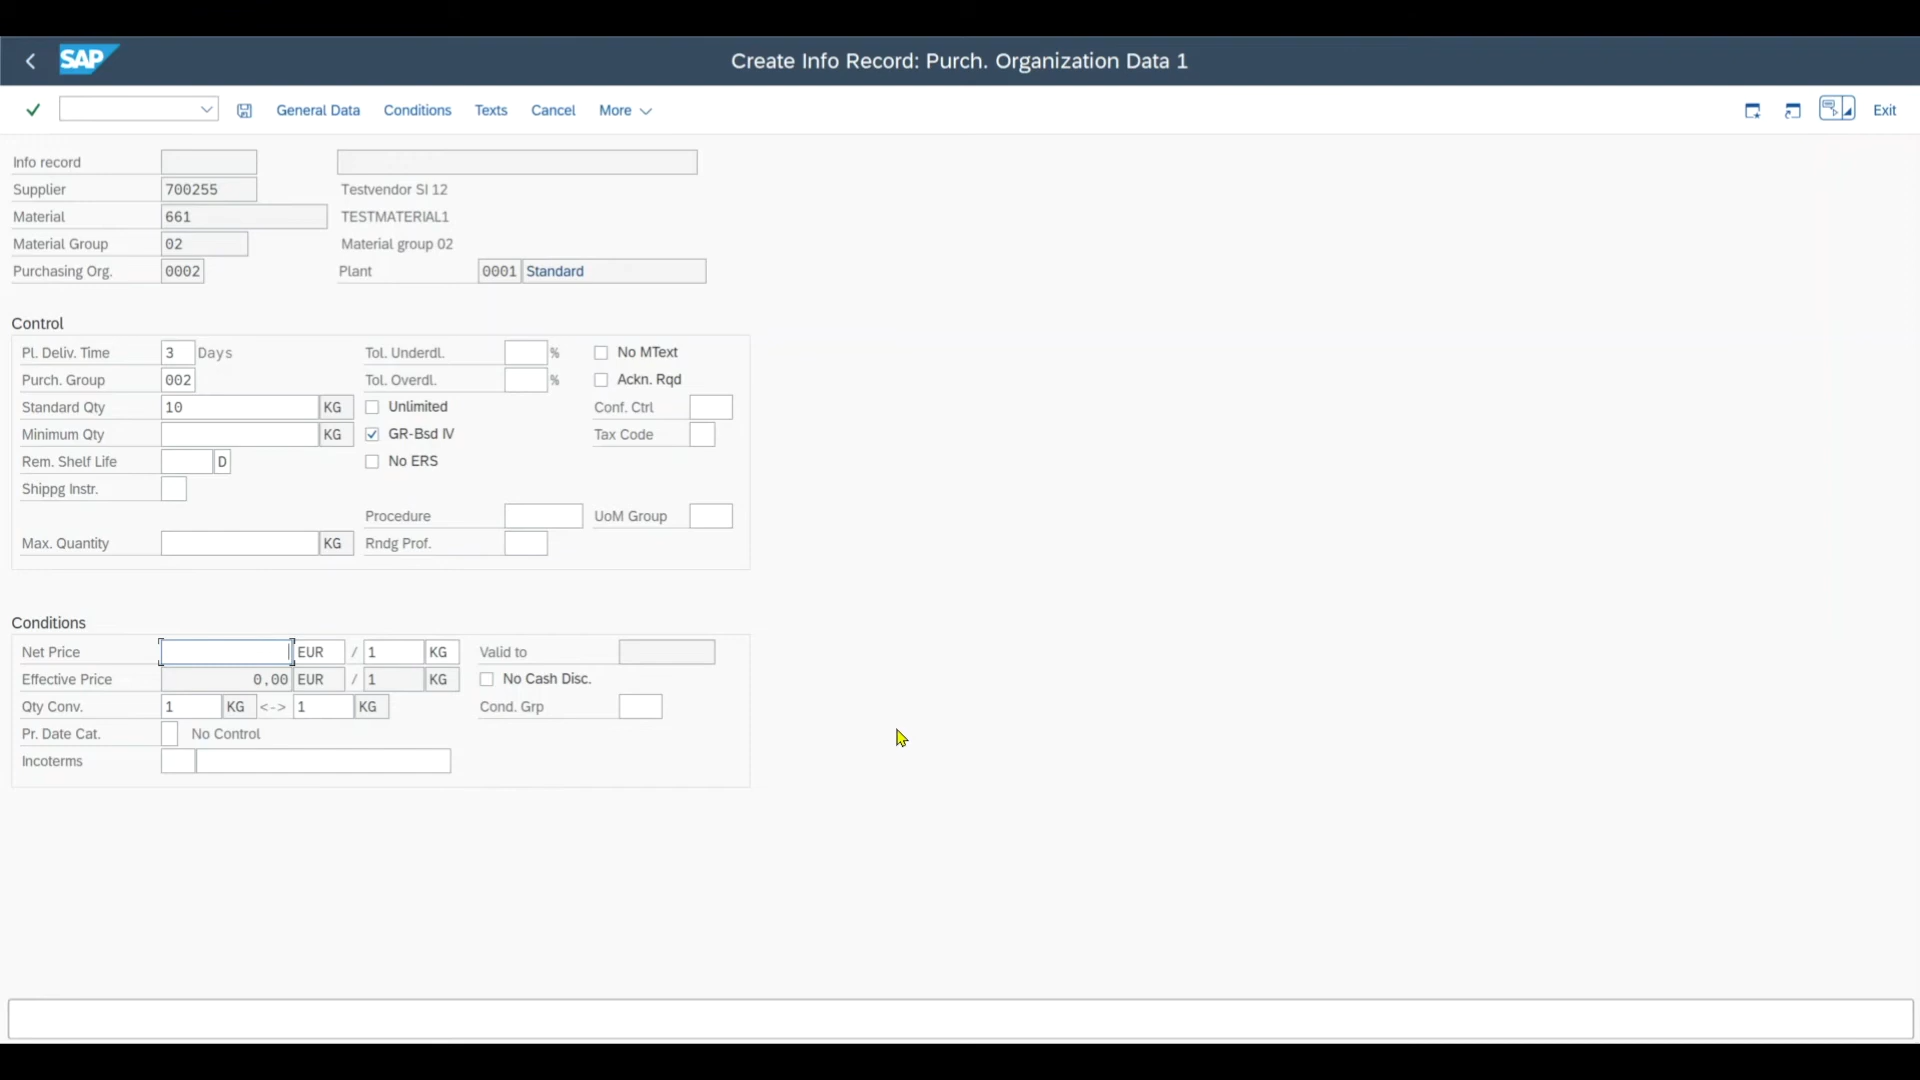 SAP Create Info Record: Purch. Organization Data 1
General Data Conditions Texts Cancel More Exit
Info record
Supplier 700255 Testvendor SI 12
Material 661 TESTMATERIAL1
Material Group 02 Material group 02
Purchasing Org. 0002 Plant 0001 Standard
Control
Pl. Deliv. Time 3 Days Tol. Underdl. % No MText
Purch. Group 002 Tol. Overdl. % Ackn. Rqd
Standard Qty 10 KG Unlimited Conf. Ctrl
Minimum Qty KG GR-Bsd IV Tax Code
Rem. Shelf Life D No ERS
Shippg Instr.
Procedure UoM Group
Max. Quantity KG Rndg Prof.
Conditions
Net Price EUR / 1 KG Valid to
Effective Price 0,00 EUR / 1 KG No Cash Disc.
Qty Conv. 1 KG <-> 1 KG Cond. Grp
Pr. Date Cat. No Control
Incoterms